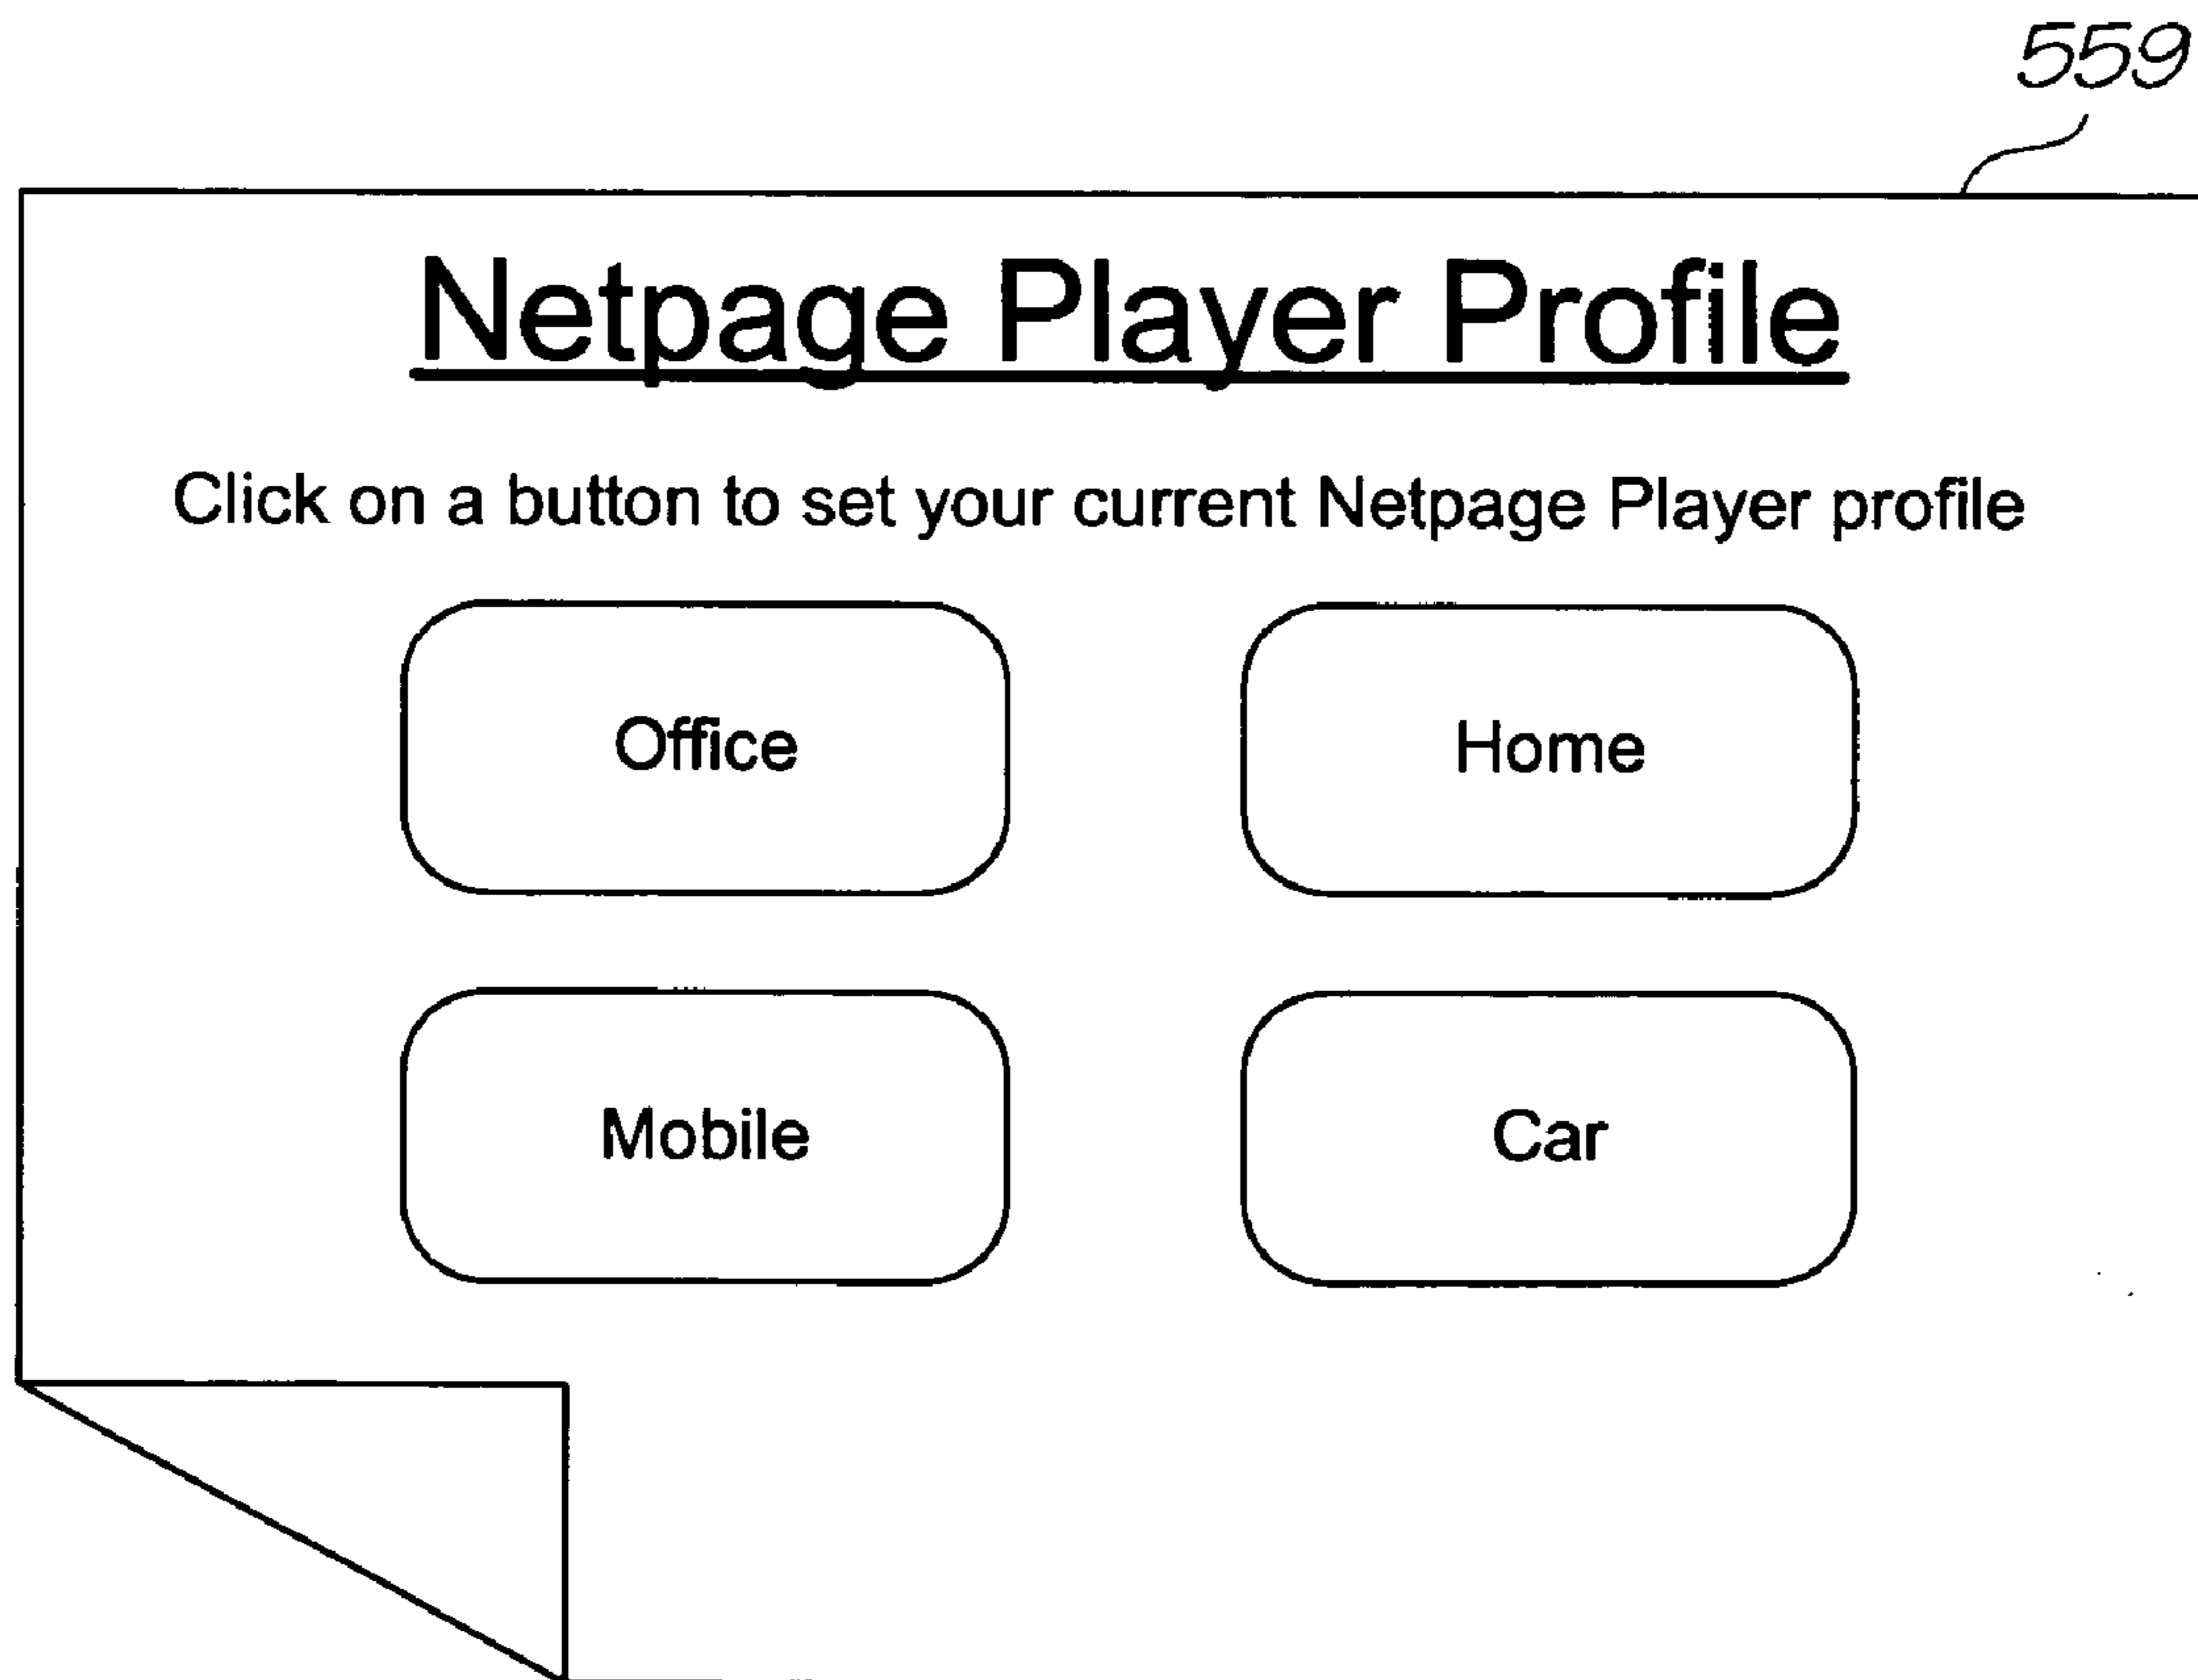 559
Netpage Player Profile
Click on a button to set your current Netpage Player profile
Office Home
Mobile Car